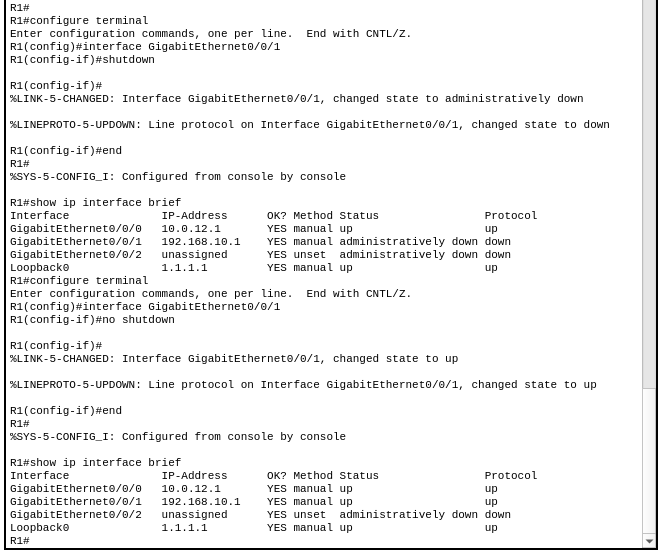 R1#
R1#configure terminal
Enter configuration commands, one per line.  End with CNTL/Z.
R1(config)#interface GigabitEthernet0/0/1
R1(config-if)#shutdown

R1(config-if)#
%LINK-5-CHANGED: Interface GigabitEthernet0/0/1, changed state to administratively down

%LINEPROTO-5-UPDOWN: Line protocol on Interface GigabitEthernet0/0/1, changed state to down

R1(config-if)#end
R1#
%SYS-5-CONFIG_I: Configured from console by console

R1#show ip interface brief
Interface              IP-Address      OK? Method Status                Protocol
GigabitEthernet0/0/0   10.0.12.1       YES manual up                    up
GigabitEthernet0/0/1   192.168.10.1    YES manual administratively down down
GigabitEthernet0/0/2   unassigned      YES unset  administratively down down
Loopback0              1.1.1.1         YES manual up                    up
R1#configure terminal
Enter configuration commands, one per line.  End with CNTL/Z.
R1(config)#interface GigabitEthernet0/0/1
R1(config-if)#no shutdown

R1(config-if)#
%LINK-5-CHANGED: Interface GigabitEthernet0/0/1, changed state to up

%LINEPROTO-5-UPDOWN: Line protocol on Interface GigabitEthernet0/0/1, changed state to up

R1(config-if)#end
R1#
%SYS-5-CONFIG_I: Configured from console by console

R1#show ip interface brief
Interface              IP-Address      OK? Method Status                Protocol
GigabitEthernet0/0/0   10.0.12.1       YES manual up                    up
GigabitEthernet0/0/1   192.168.10.1    YES manual up                    up
GigabitEthernet0/0/2   unassigned      YES unset  administratively down down
Loopback0              1.1.1.1         YES manual up                    up
R1#